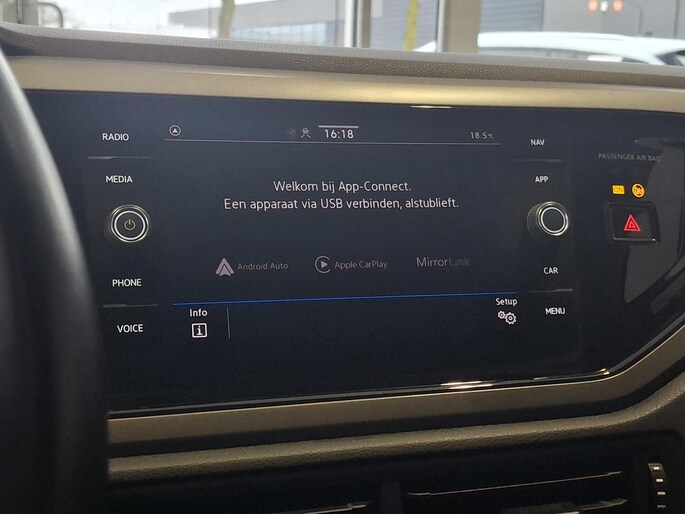 RADIO
16:18
18.5°C
NAV
PASSENGER AIR BAG
MEDIA
APP
ON
Welkom bij App-Connect.
Een apparaat via USB verbinden, alstublieft.
Android Auto
Apple CarPlay
MirrorLink
PHONE
CAR
VOICE
Info
Setup
MENU